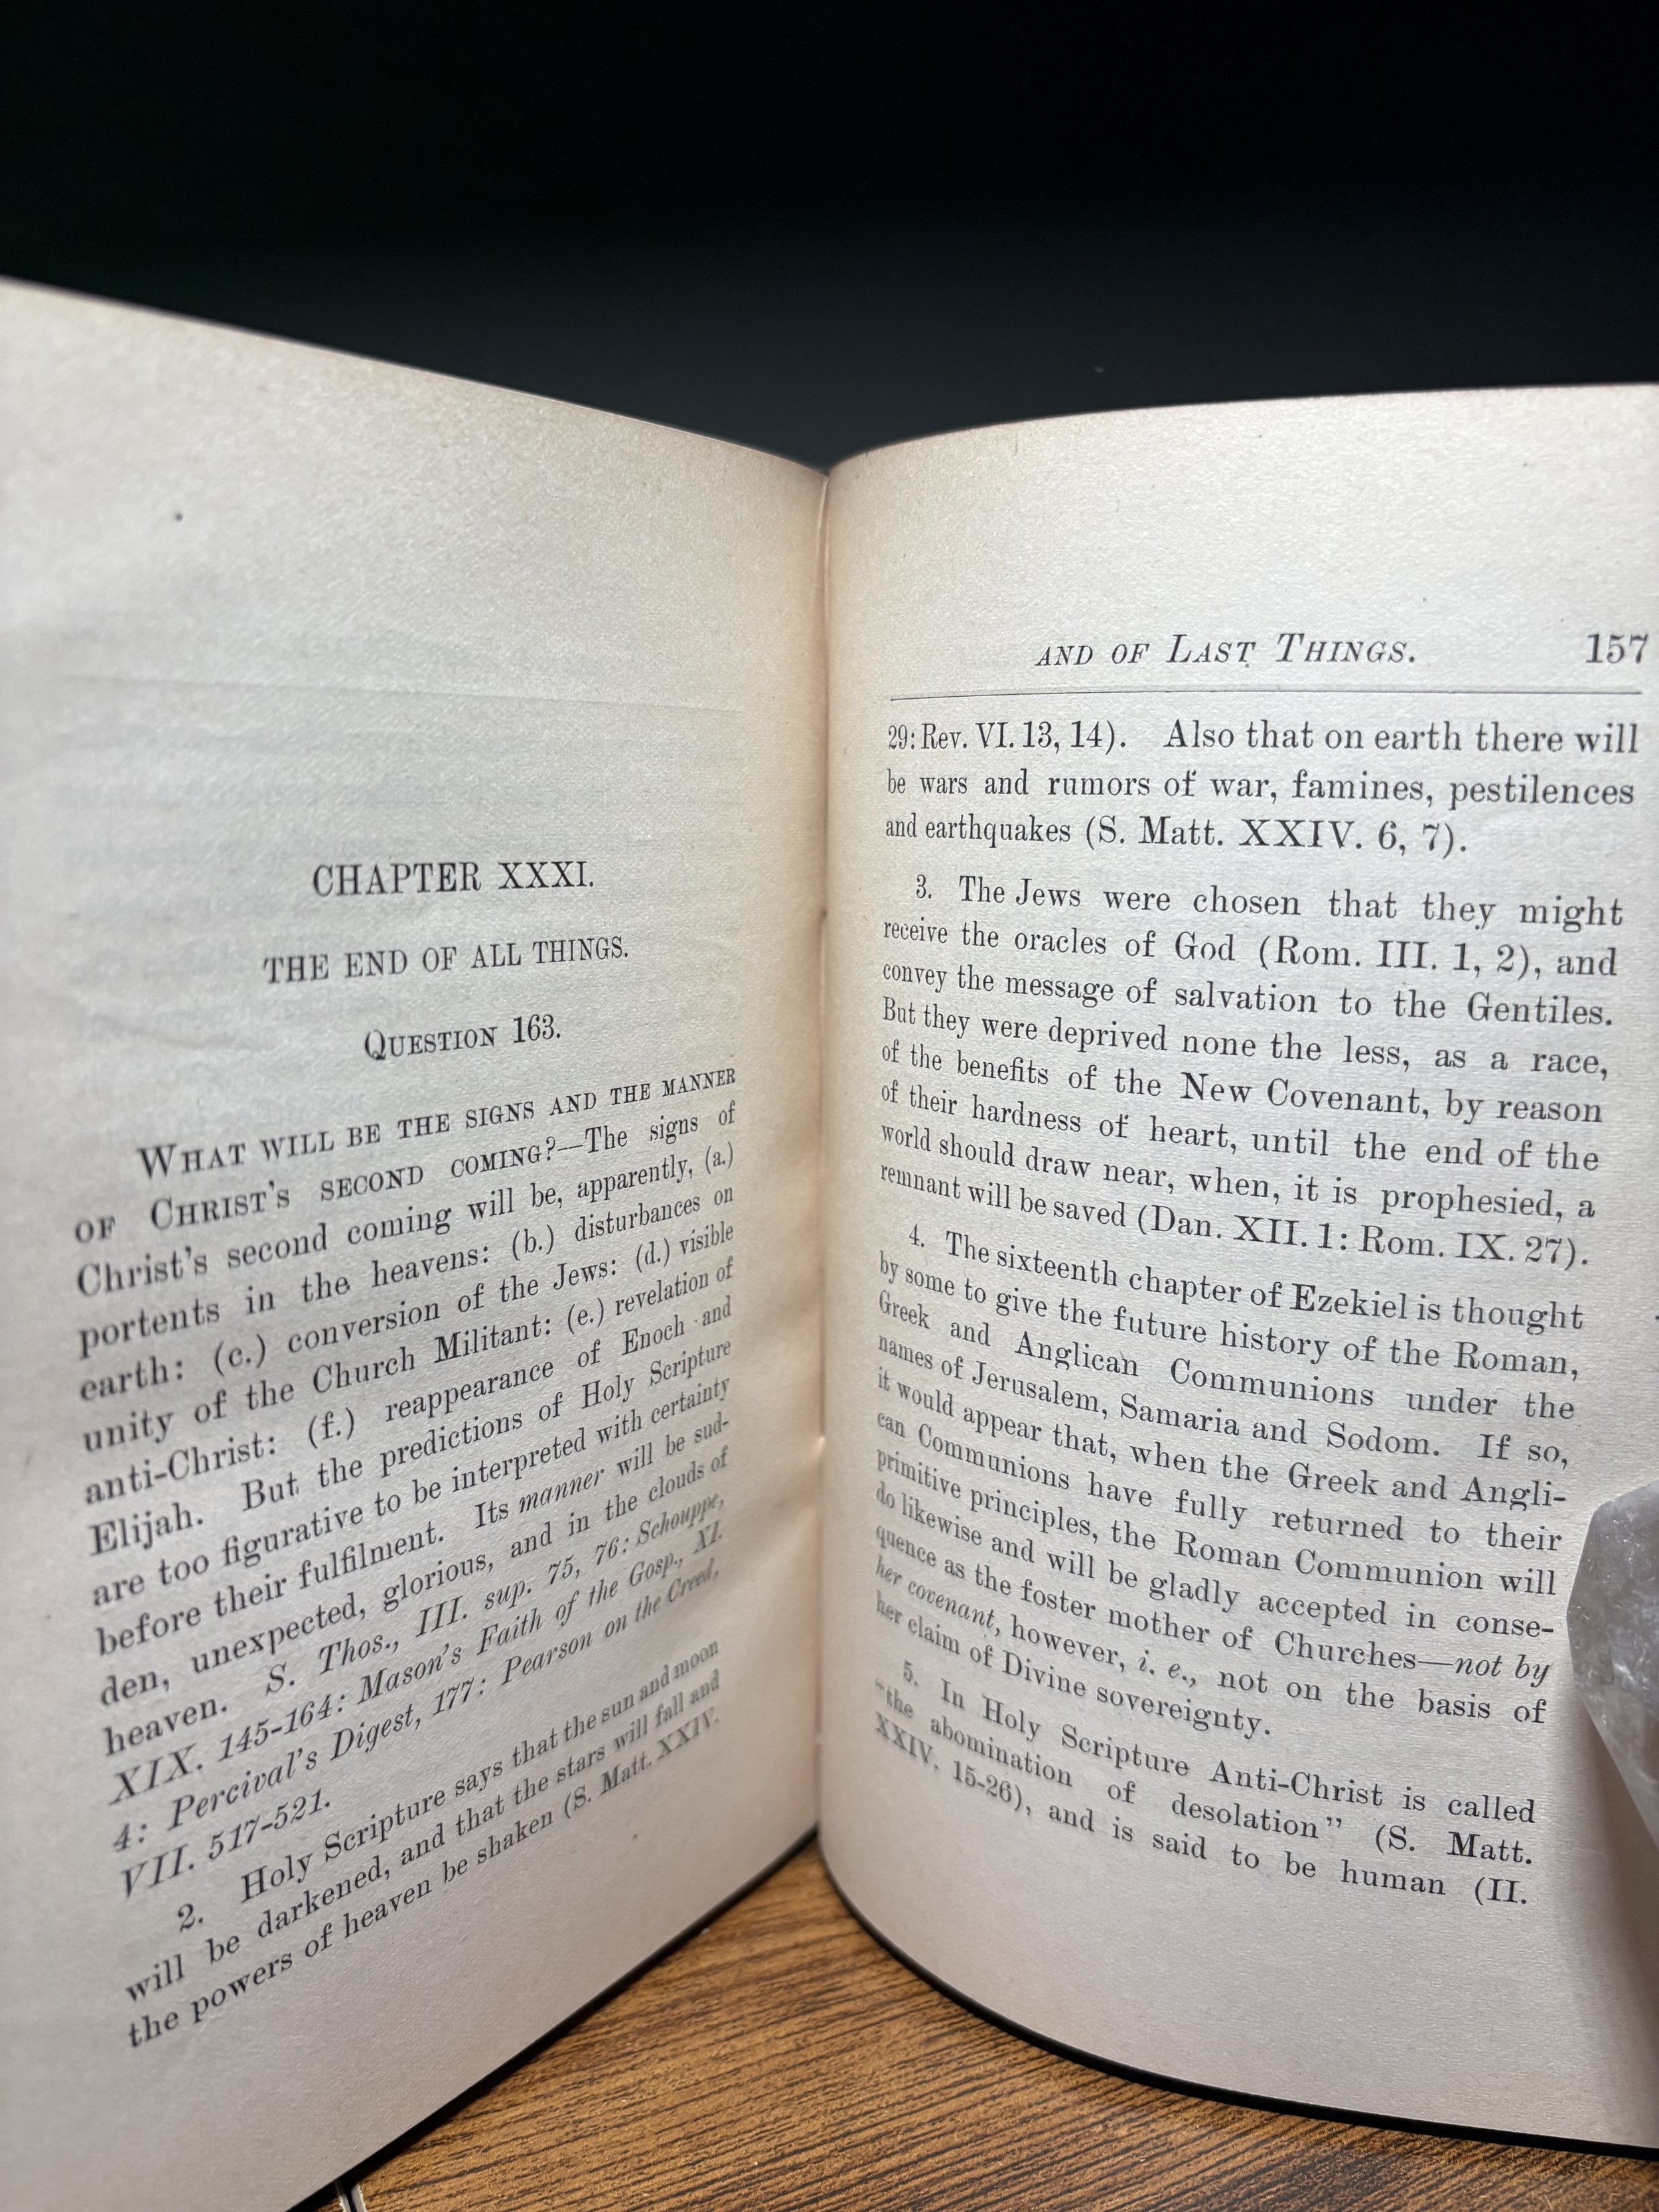 CHAPTER XXXI.
THE END OF ALL THINGS.
QUESTION 163.
WHAT WILL BE THE SIGNS AND THE MANNER
OF CHRIST'S SECOND COMING?—The signs of
Christ's second coming will be, apparently, (a.)
portents in the heavens: (b.) disturbances on
earth: (c.) conversion of the Jews: (d.) visible
unity of the Church Militant: (e.) revelation of
anti-Christ: (f.) reappearance of Enoch and
Elijah. But the predictions of Holy Scripture
are too figurative to be interpreted with certainty
before their fulfilment. Its manner will be sud-
den, unexpected, glorious, and in the clouds of
heaven. S. Thos., III. sup. 75, 76: Schouppe,
XIX. 145-164: Mason's Faith of the Gosp., XI.
4: Percival's Digest, 177: Pearson on the Creed,
VII. 517-521.
2. Holy Scripture says that the sun and moon
will be darkened, and that the stars will fall and
the powers of heaven be shaken (S. Matt. XXIV.
AND OF LAST THINGS. 157
29: Rev. VI. 13, 14). Also that on earth there will
be wars and rumors of war, famines, pestilences
and earthquakes (S. Matt. XXIV. 6, 7).
3. The Jews were chosen that they might
receive the oracles of God (Rom. III. 1, 2), and
convey the message of salvation to the Gentiles.
But they were deprived none the less, as a race,
of the benefits of the New Covenant, by reason
of their hardness of heart, until the end of the
world should draw near, when, it is prophesied, a
remnant will be saved (Dan. XII. 1: Rom. IX. 27).
4. The sixteenth chapter of Ezekiel is thought
by some to give the future history of the Roman,
Greek and Anglican Communions under the
names of Jerusalem, Samaria and Sodom. If so,
it would appear that, when the Greek and Angli-
can Communions have fully returned to their
primitive principles, the Roman Communion will
do likewise and will be gladly accepted in conse-
quence as the foster mother of Churches—not by
her covenant, however, i. e., not on the basis of
her claim of Divine sovereignty.
5. In Holy Scripture Anti-Christ is called
"the abomination of desolation" (S. Matt.
XXIV. 15-26), and is said to be human (II.